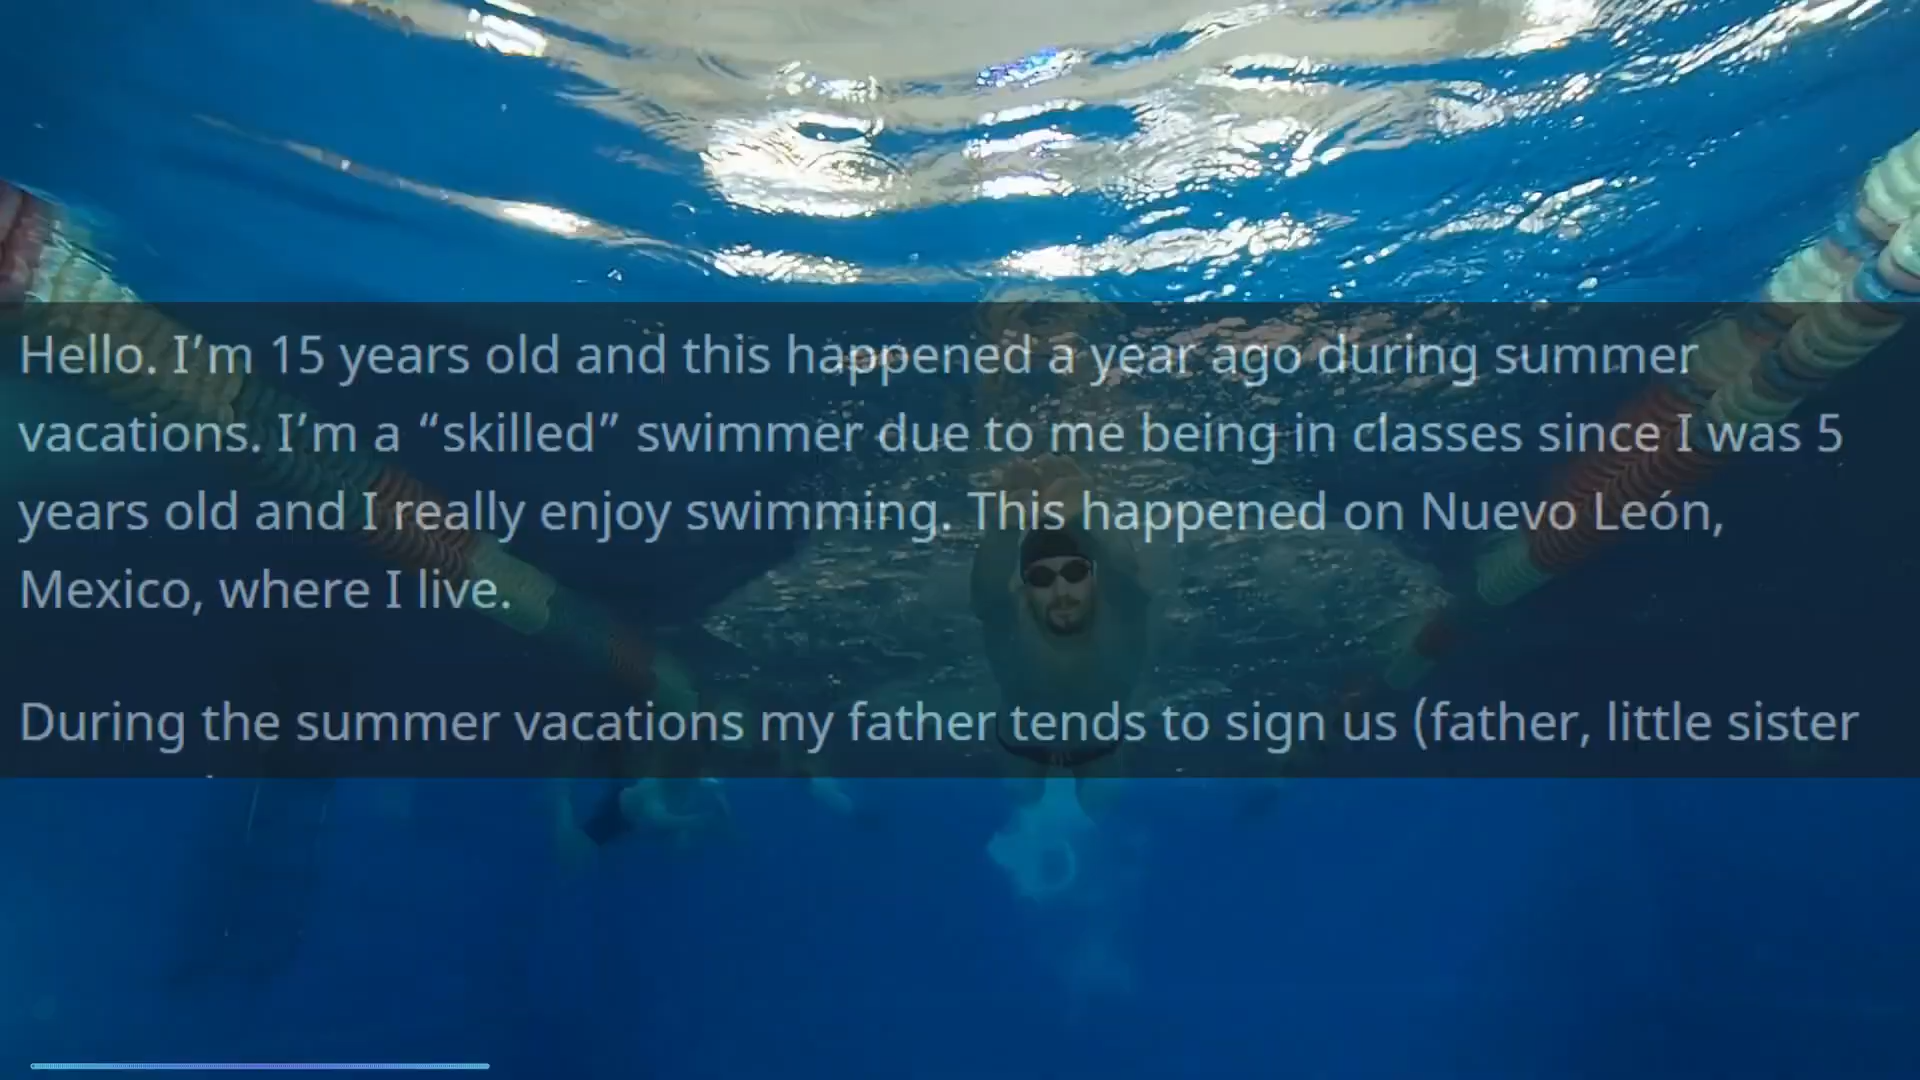 Hello. I’m 15 years old and this happened a year ago during summer
vacations. I’m a “skilled” swimmer due to me being in classes since I was 5
years old and I really enjoy swimming. This happened on Nuevo León,
Mexico, where I live.
During the summer vacations my father tends to sign us (father, little sister